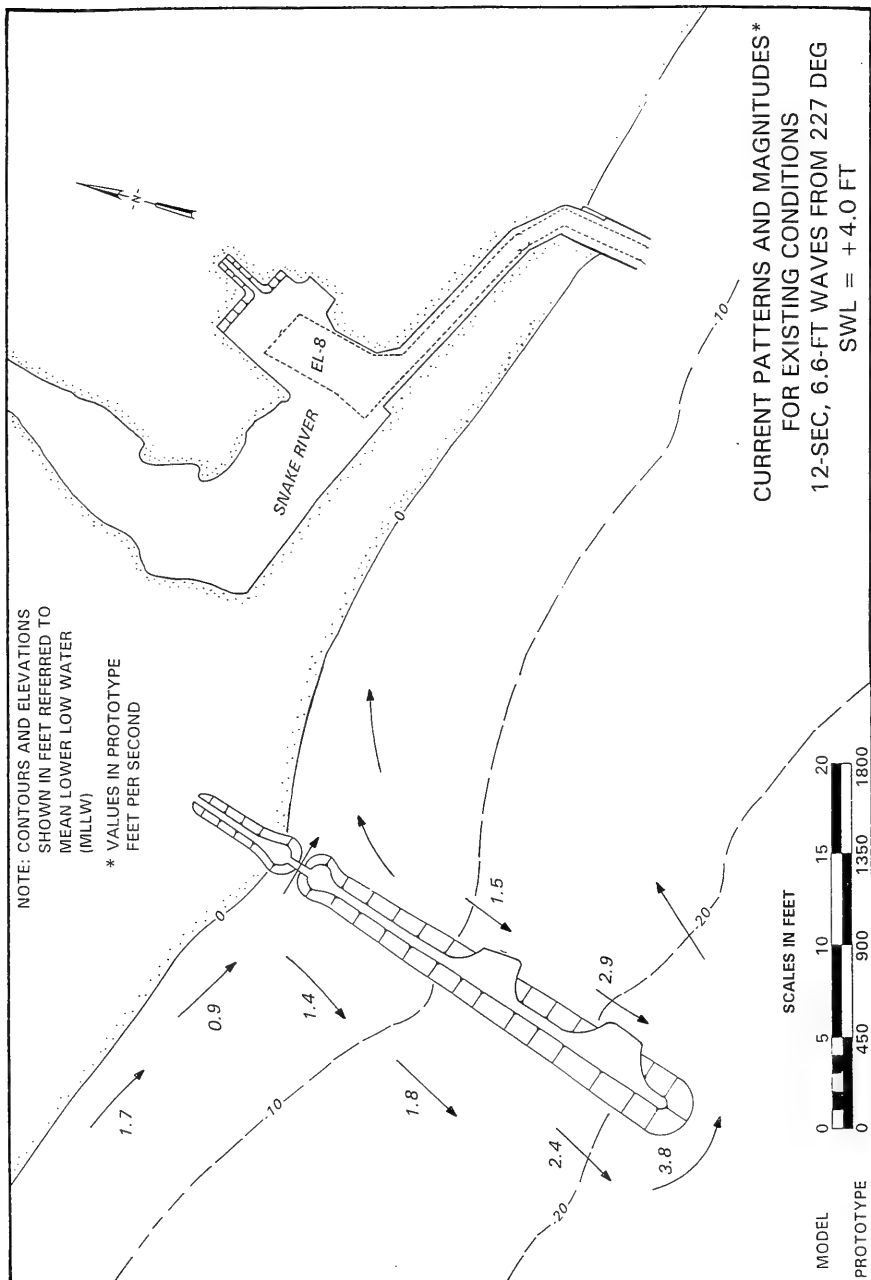 NOTE: CONTOURS AND ELEVATIONS
SHOWN IN FEET REFERRED TO
MEAN LOWER LOW WATER
(MLLW)
* VALUES IN PROTOTYPE
FEET PER SECOND
-N-
SNAKE RIVER
EL-8
0
0
1.7
0.9
1.4
1.8
2.4
3.8
1.5
2.9
-10
-20
-10
-20
SCALES IN FEET
MODEL 0 5 10 15 20
PROTOTYPE 0 450 900 1350 1800
CURRENT PATTERNS AND MAGNITUDES*
FOR EXISTING CONDITIONS
12-SEC, 6.6-FT WAVES FROM 227 DEG
SWL = +4.0 FT